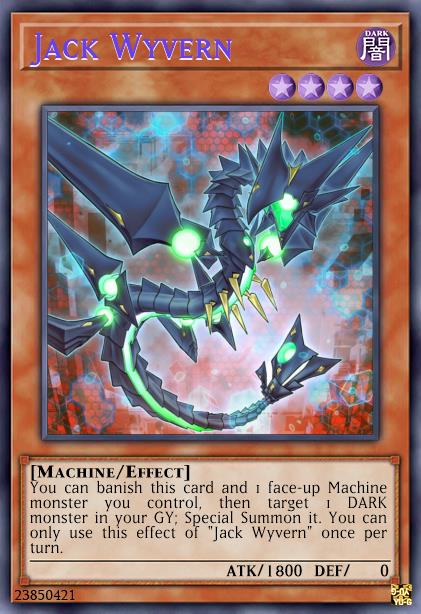 Jack Wyvern
DARK
闇
[Machine/Effect]
You can banish this card and 1 face-up Machine
monster you control, then target 1 DARK
monster in your GY; Special Summon it. You can
only use this effect of "Jack Wyvern" once per
turn.
ATK/1800 DEF/ 0
23850421